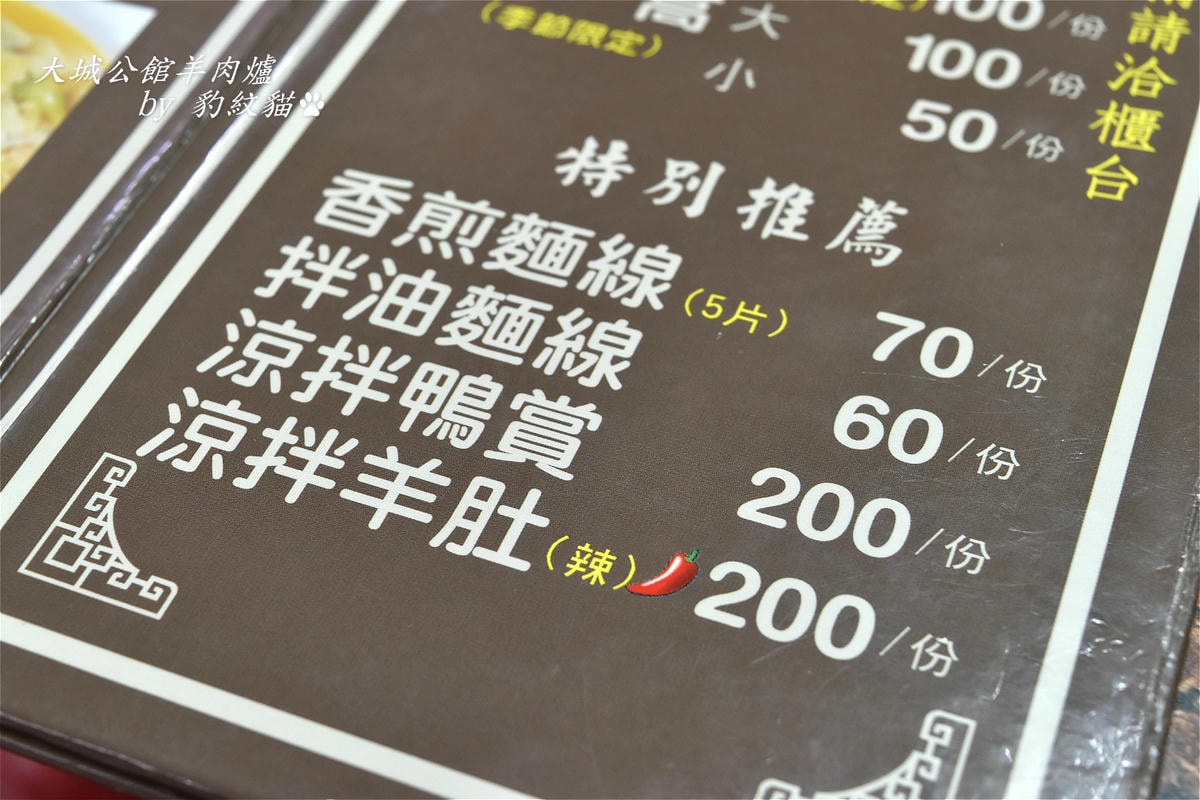 大城公館羊肉爐
by 豹紋貓
100/份
大 100/份
(季節限定)
小 50/份
請洽櫃台
特別推薦
香煎麵線(5片) 70/份
拌油麵線 60/份
涼拌鴨賞 200/份
涼拌羊肚(辣) 200/份